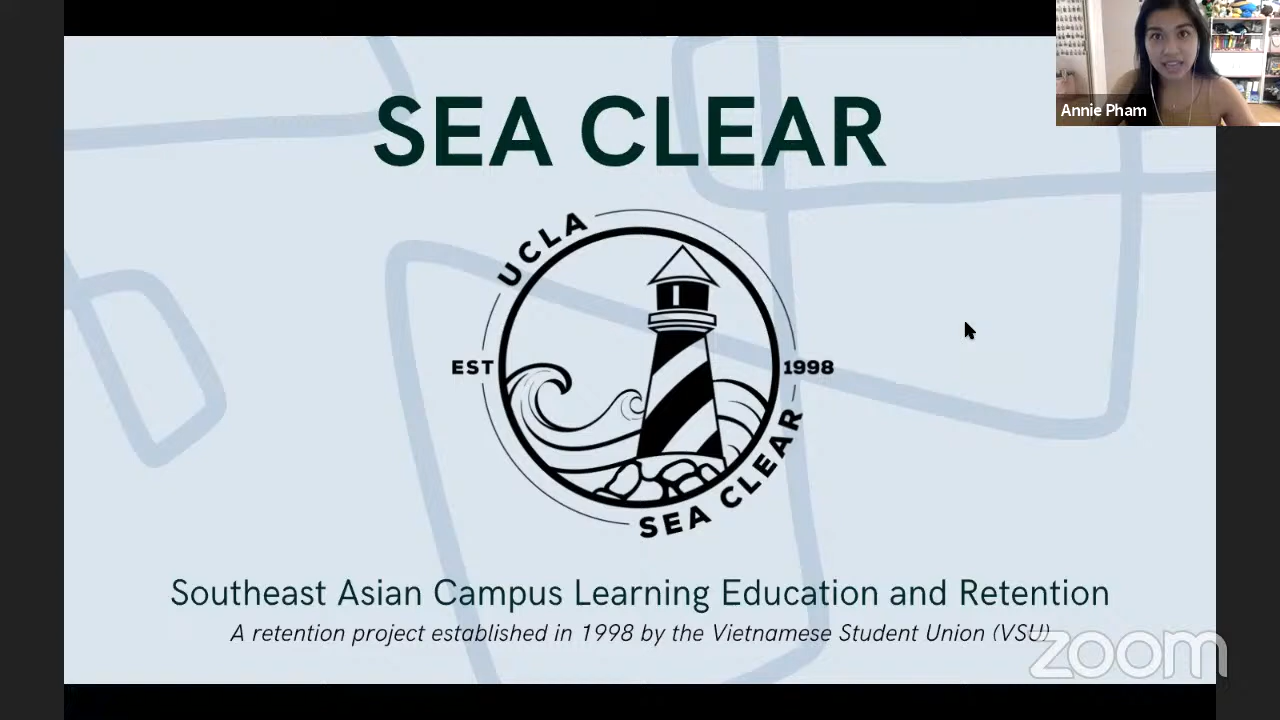 Annie Pham
SEA CLEAR
UCLA
EST
1998
SEA CLEAR
Southeast Asian Campus Learning Education and Retention
A retention project established in 1998 by the Vietnamese Student Union (VSU)
zoom